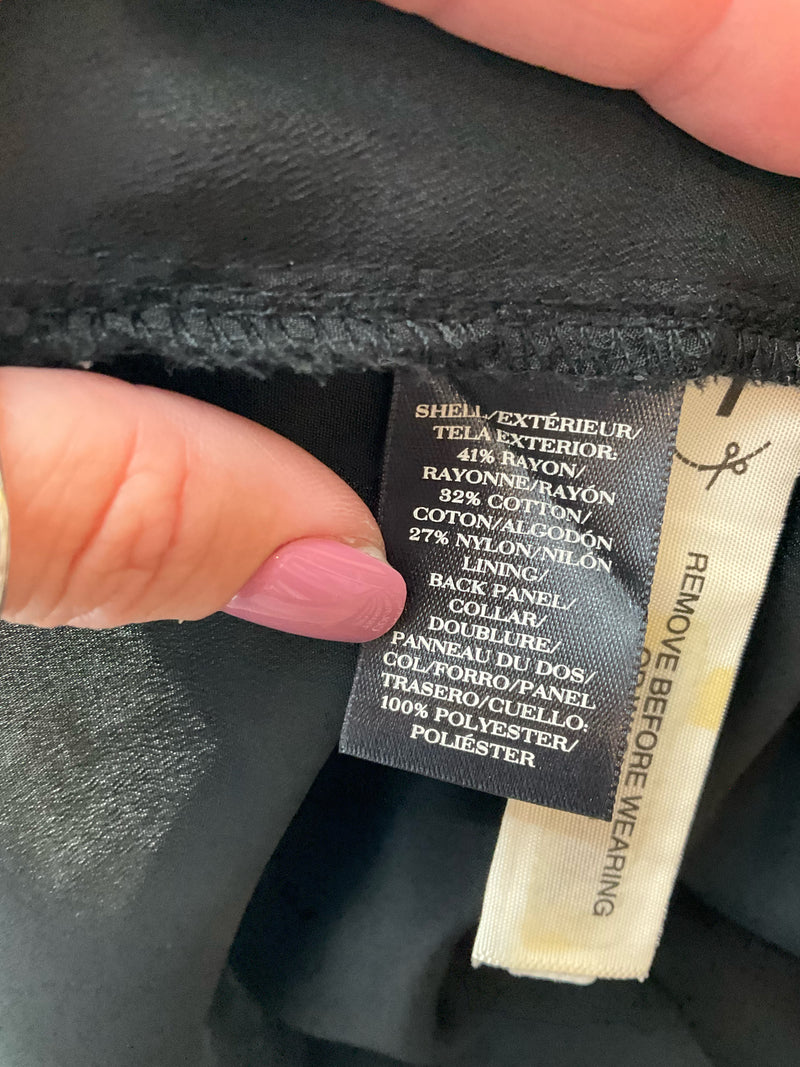 SHELL/EXTÉRIEUR/
TELA EXTERIOR:
41% RAYON/
RAYONNE/RAYÓN
32% COTTON/
COTON/ALGODÓN
27% NYLON/NILÓN
LINING/
BACK PANEL/
COLLAR/
DOUBLURE/
PANNEAU DU DOS/
COL/FORRO/PANEL
TRASERO/CUELLO:
100% POLYESTER/
POLIÉSTER
REMOVE BEFORE WEARING